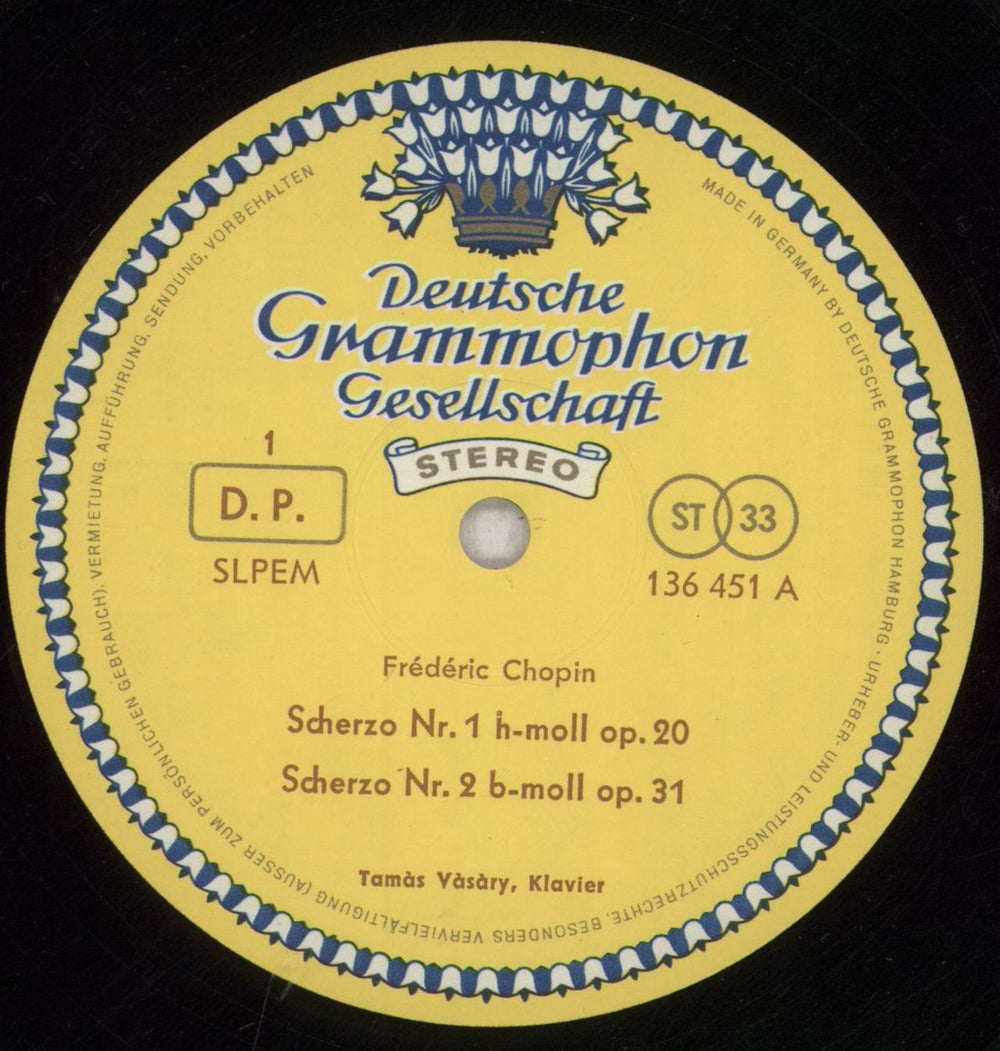 Deutsche
Grammophon
Gesellschaft
STEREO
1
D. P.
SLPEM
ST 33
136 451 A
Frédéric Chopin
Scherzo Nr. 1 h-moll op. 20
Scherzo Nr. 2 b-moll op. 31
Tamàs Vàsàry, Klavier
MADE IN GERMANY BY DEUTSCHE GRAMMOPHON HAMBURG · URHEBER- UND LEISTUNGSSCHUTZRECHTE, BESONDERS VERVIELFÄLTIGUNG (AUSSER ZUM PERSÖNLICHEN GEBRAUCH), VERMIETUNG, AUFFÜHRUNG, SENDUNG, VORBEHALTEN